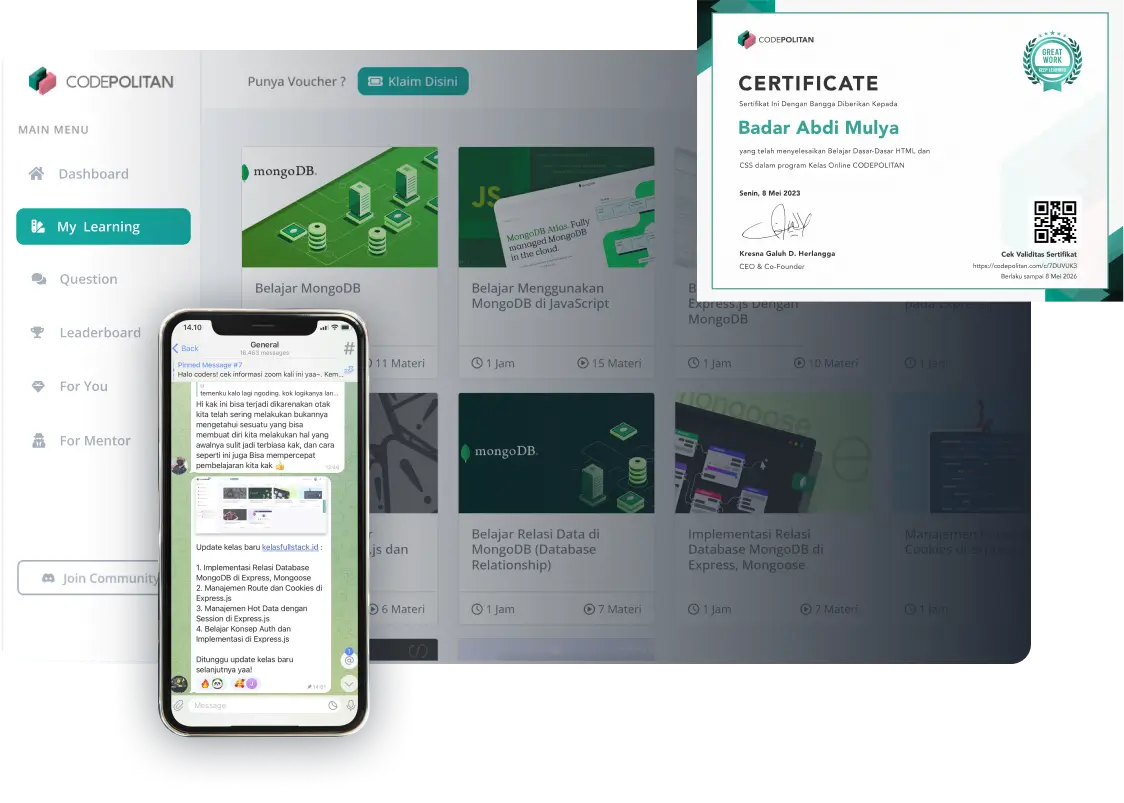 CODEPOLITAN
MAIN MENU
Dashboard
My Learning
Question
Leaderboard
For You
For Mentor
Join Community
Punya Voucher ?
Klaim Disini
mongoDB.
Belajar MongoDB
11 Materi
JS
MongoDB Atlas. Fully
managed MongoDB
in the cloud.
Belajar Menggunakan
MongoDB di JavaScript
1 Jam
15 Materi
Express.js Dengan
MongoDB
1 Jam
10 Materi
1 Jam
.js dan
6 Materi
mongoDB.
Belajar Relasi Data di
MongoDB (Database
Relationship)
1 Jam
7 Materi
mongoose
Implementasi Relasi
Database MongoDB di
Express, Mongoose
1 Jam
7 Materi
Manajemen
Cookies di
1 Jam
CODEPOLITAN
GREAT
WORK
KEEP LEARNING
CERTIFICATE
Sertifikat Ini Dengan Bangga Diberikan Kepada
Badar Abdi Mulya
yang telah menyelesaikan Belajar Dasar-Dasar HTML dan
CSS dalam program Kelas Online CODEPOLITAN
Senin, 8 Mei 2023
Kresna Galuh D. Herlangga
CEO & Ce-Founder
Cek Validitas Sertifikat
https://codepolitan.com/c/7DUVUK3
Berlaku sampai 8 Mei 2026
14.10
Back
General
16,463 messages
#
Pinned Message #7
Halo coders! cek informasi zoom kali ini yaa~. Kem...
temenku kalo lagi ngoding. kok logikanya lan...
Hi kak ini bisa terjadi dikarenakan otak
kita telah sering melakukan bukannya
mengetahui sesuatu yang bisa
membuat diri kita melakukan hal yang
awalnya sulit jadi terbiasa kak, dan cara
seperti ini juga Bisa mempercepat
pembelajaran kita kak 👍
Update kelas baru kelasfullstack.id :
1. Implementasi Relasi Database
MongoDB di Express, Mongoose
2. Manajemen Route dan Cookies di
Express.js
3. Manajemen Hot Data dengan
Session di Express.js
4. Belajar Konsep Auth dan
Implementasi di Express.js
Ditunggu update kelas baru
selanjutnya yaa!
1
@
Message